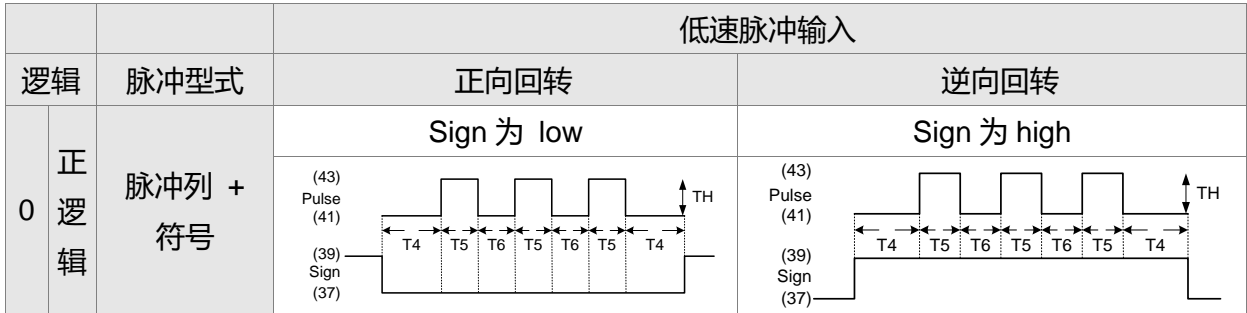 低速脉冲输入
逻辑 脉冲型式 正向回转 逆向回转
0 正逻辑 脉冲列 + 符号
Sign 为 low
(43)
Pulse
(41)
TH
T4 T5 T6 T5 T6 T5 T4
(39)
Sign
(37)
Sign 为 high
(43)
Pulse
(41)
TH
T4 T5 T6 T5 T6 T5 T4
(39)
Sign
(37)